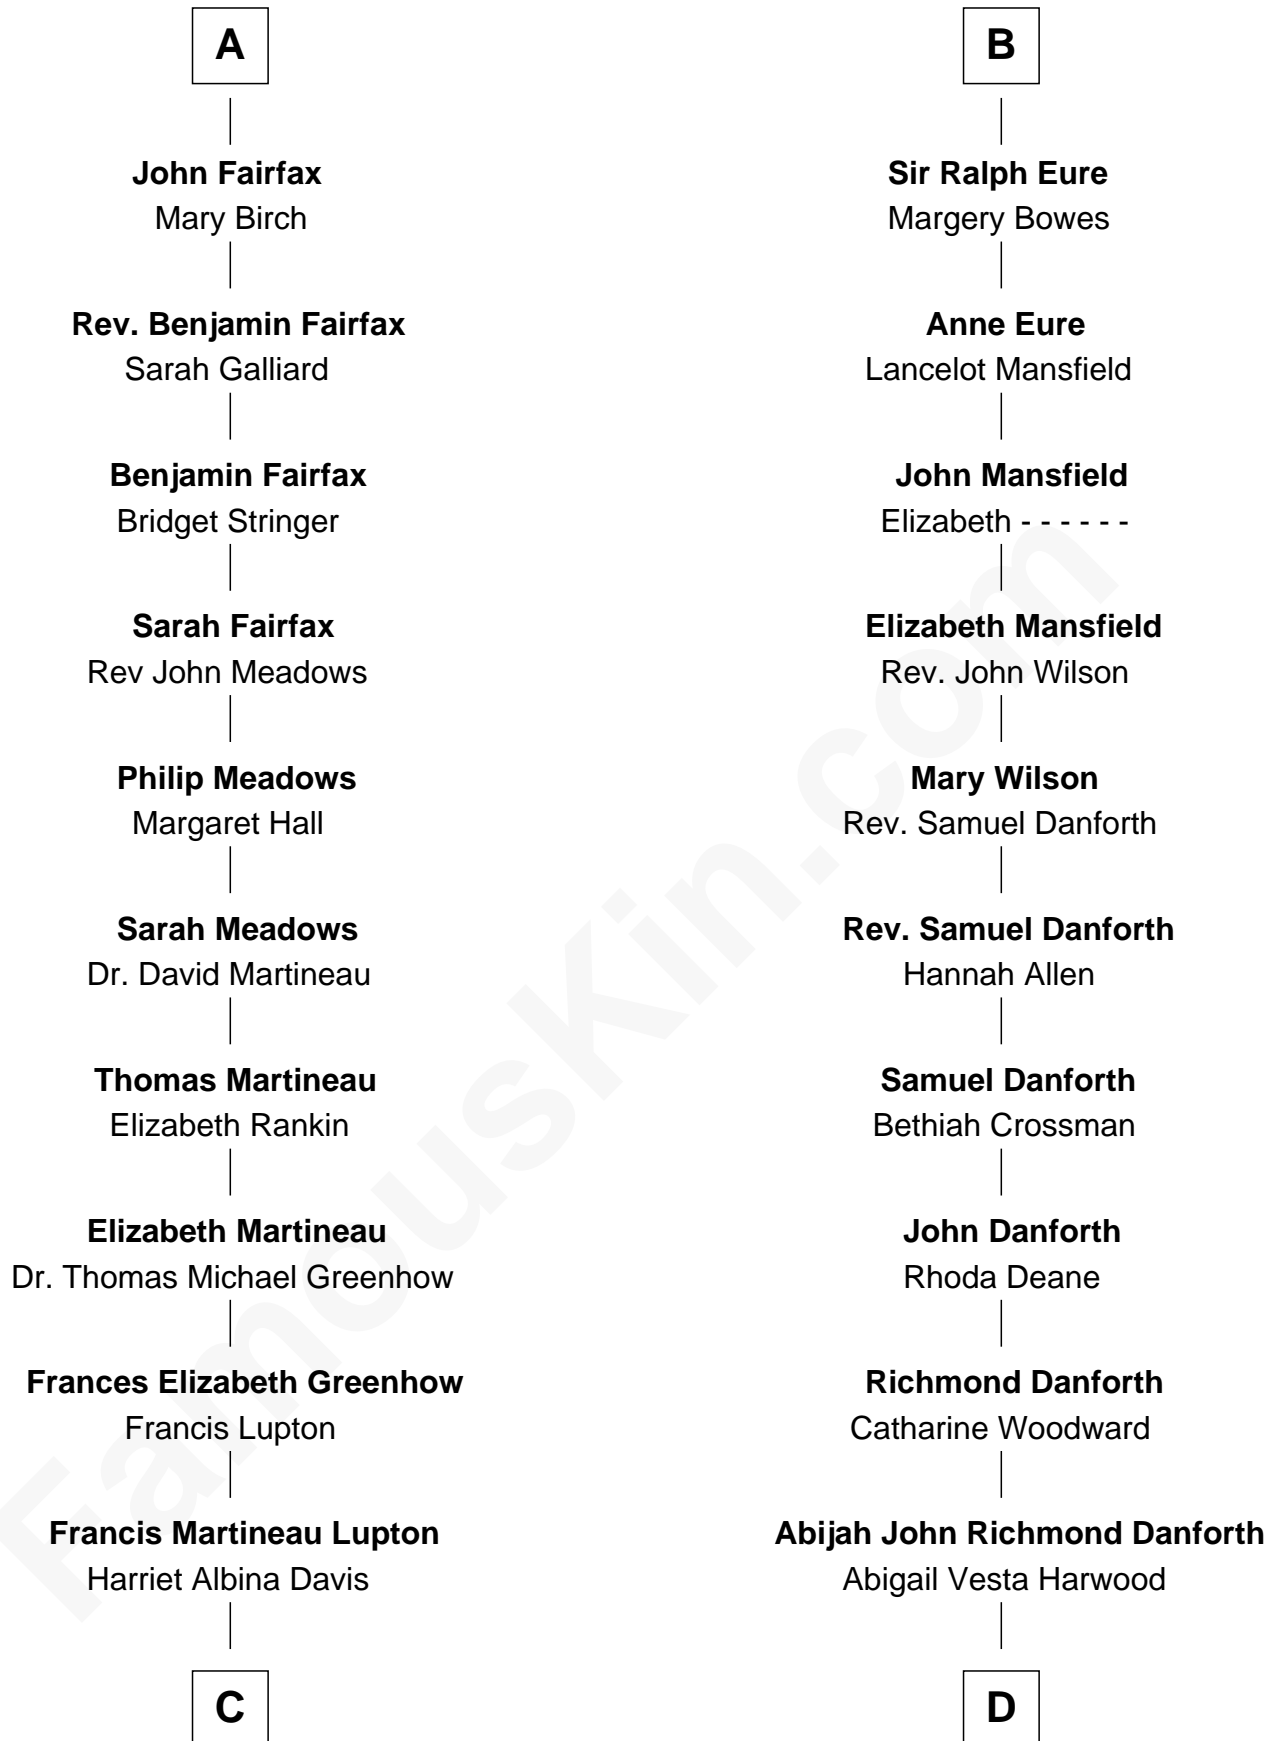 A
John Fairfax
Mary Birch
Rev. Benjamin Fairfax
Sarah Galliard
Benjamin Fairfax
Bridget Stringer
Sarah Fairfax
Rev John Meadows
Philip Meadows
Margaret Hall
Sarah Meadows
Dr. David Martineau
Thomas Martineau
Elizabeth Rankin
Elizabeth Martineau
Dr. Thomas Michael Greenhow
Frances Elizabeth Greenhow
Francis Lupton
Francis Martineau Lupton
Harriet Albina Davis
C
B
Sir Ralph Eure
Margery Bowes
Anne Eure
Lancelot Mansfield
John Mansfield
Elizabeth - - - - - -
Elizabeth Mansfield
Rev. John Wilson
Mary Wilson
Rev. Samuel Danforth
Rev. Samuel Danforth
Hannah Allen
Samuel Danforth
Bethiah Crossman
John Danforth
Rhoda Deane
Richmond Danforth
Catharine Woodward
Abijah John Richmond Danforth
Abigail Vesta Harwood
D
FamousKin.com